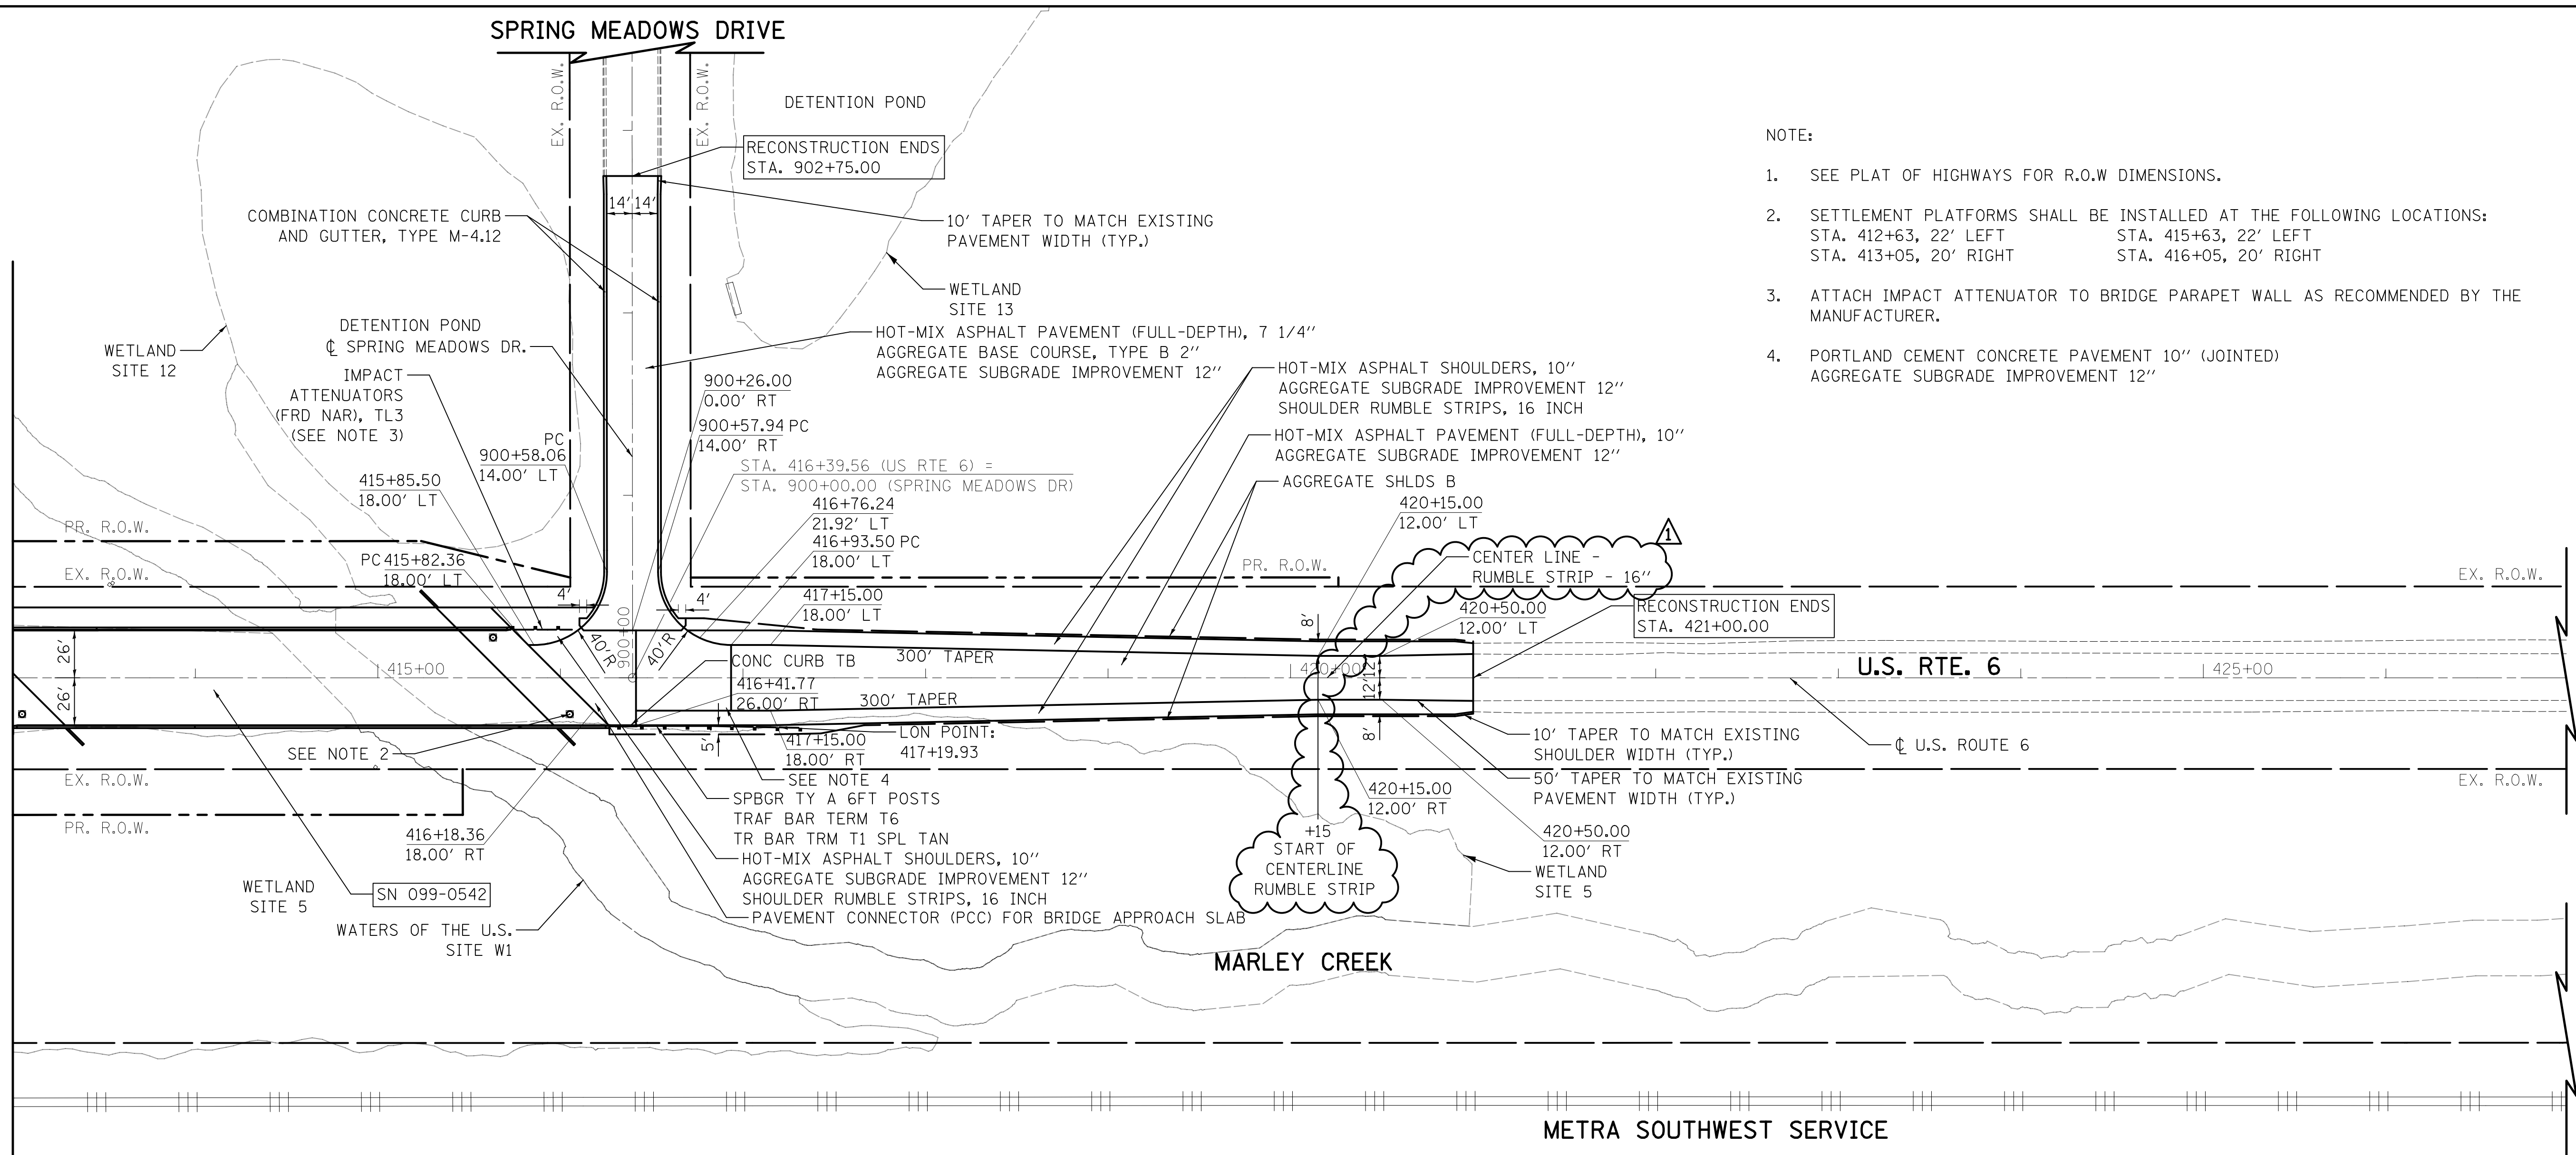 SPRING MEADOWS DRIVE
EX. R.O.W.
EX. R.O.W.
DETENTION POND
RECONSTRUCTION ENDS
STA. 902+75.00
14' 14'
COMBINATION CONCRETE CURB
AND GUTTER, TYPE M-4.12
10' TAPER TO MATCH EXISTING
PAVEMENT WIDTH (TYP.)
WETLAND
SITE 13
NOTE:
1. SEE PLAT OF HIGHWAYS FOR R.O.W DIMENSIONS.
2. SETTLEMENT PLATFORMS SHALL BE INSTALLED AT THE FOLLOWING LOCATIONS:
STA. 412+63, 22' LEFT STA. 415+63, 22' LEFT
STA. 413+05, 20' RIGHT STA. 416+05, 20' RIGHT
3. ATTACH IMPACT ATTENUATOR TO BRIDGE PARAPET WALL AS RECOMMENDED BY THE
MANUFACTURER.
4. PORTLAND CEMENT CONCRETE PAVEMENT 10" (JOINTED)
AGGREGATE SUBGRADE IMPROVEMENT 12"
DETENTION POND
℄ SPRING MEADOWS DR.
WETLAND
SITE 12
IMPACT
ATTENUATORS
(FRD NAR), TL3
(SEE NOTE 3)
HOT-MIX ASPHALT PAVEMENT (FULL-DEPTH), 7 1/4"
AGGREGATE BASE COURSE, TYPE B 2"
AGGREGATE SUBGRADE IMPROVEMENT 12"
HOT-MIX ASPHALT SHOULDERS, 10"
AGGREGATE SUBGRADE IMPROVEMENT 12"
SHOULDER RUMBLE STRIPS, 16 INCH
900+26.00
0.00' RT
900+57.94 PC
14.00' RT
PC
900+58.06
14.00' LT
HOT-MIX ASPHALT PAVEMENT (FULL-DEPTH), 10"
AGGREGATE SUBGRADE IMPROVEMENT 12"
STA. 416+39.56 (US RTE 6) =
STA. 900+00.00 (SPRING MEADOWS DR)
AGGREGATE SHLDS B
415+85.50
18.00' LT
416+76.24
21.92' LT
416+93.50 PC
18.00' LT
420+15.00
12.00' LT
1
PR. R.O.W.
PC 415+82.36
18.00' LT
EX. R.O.W.
PR. R.O.W.
CENTER LINE -
RUMBLE STRIP - 16"
EX. R.O.W.
4'
4'
417+15.00
18.00' LT
8'
420+50.00
12.00' LT
RECONSTRUCTION ENDS
STA. 421+00.00
40'R
900+00
40'R
26'
26'
415+00
CONC CURB TB
300' TAPER
420+00
12'
12'
U.S. RTE. 6
425+00
416+41.77
26.00' RT
300' TAPER
5'
417+15.00
18.00' RT
LON POINT:
417+19.93
8'
10' TAPER TO MATCH EXISTING
SHOULDER WIDTH (TYP.)
℄ U.S. ROUTE 6
SEE NOTE 2
EX. R.O.W.
SEE NOTE 4
50' TAPER TO MATCH EXISTING
PAVEMENT WIDTH (TYP.)
EX. R.O.W.
SPBGR TY A 6FT POSTS
TRAF BAR TERM T6
TR BAR TRM T1 SPL TAN
420+15.00
12.00' RT
PR. R.O.W.
416+18.36
18.00' RT
+15
START OF
CENTERLINE
RUMBLE STRIP
420+50.00
12.00' RT
HOT-MIX ASPHALT SHOULDERS, 10"
AGGREGATE SUBGRADE IMPROVEMENT 12"
SHOULDER RUMBLE STRIPS, 16 INCH
PAVEMENT CONNECTOR (PCC) FOR BRIDGE APPROACH SLAB
WETLAND
SITE 5
WETLAND
SITE 5
SN 099-0542
WATERS OF THE U.S.
SITE W1
MARLEY CREEK
METRA SOUTHWEST SERVICE